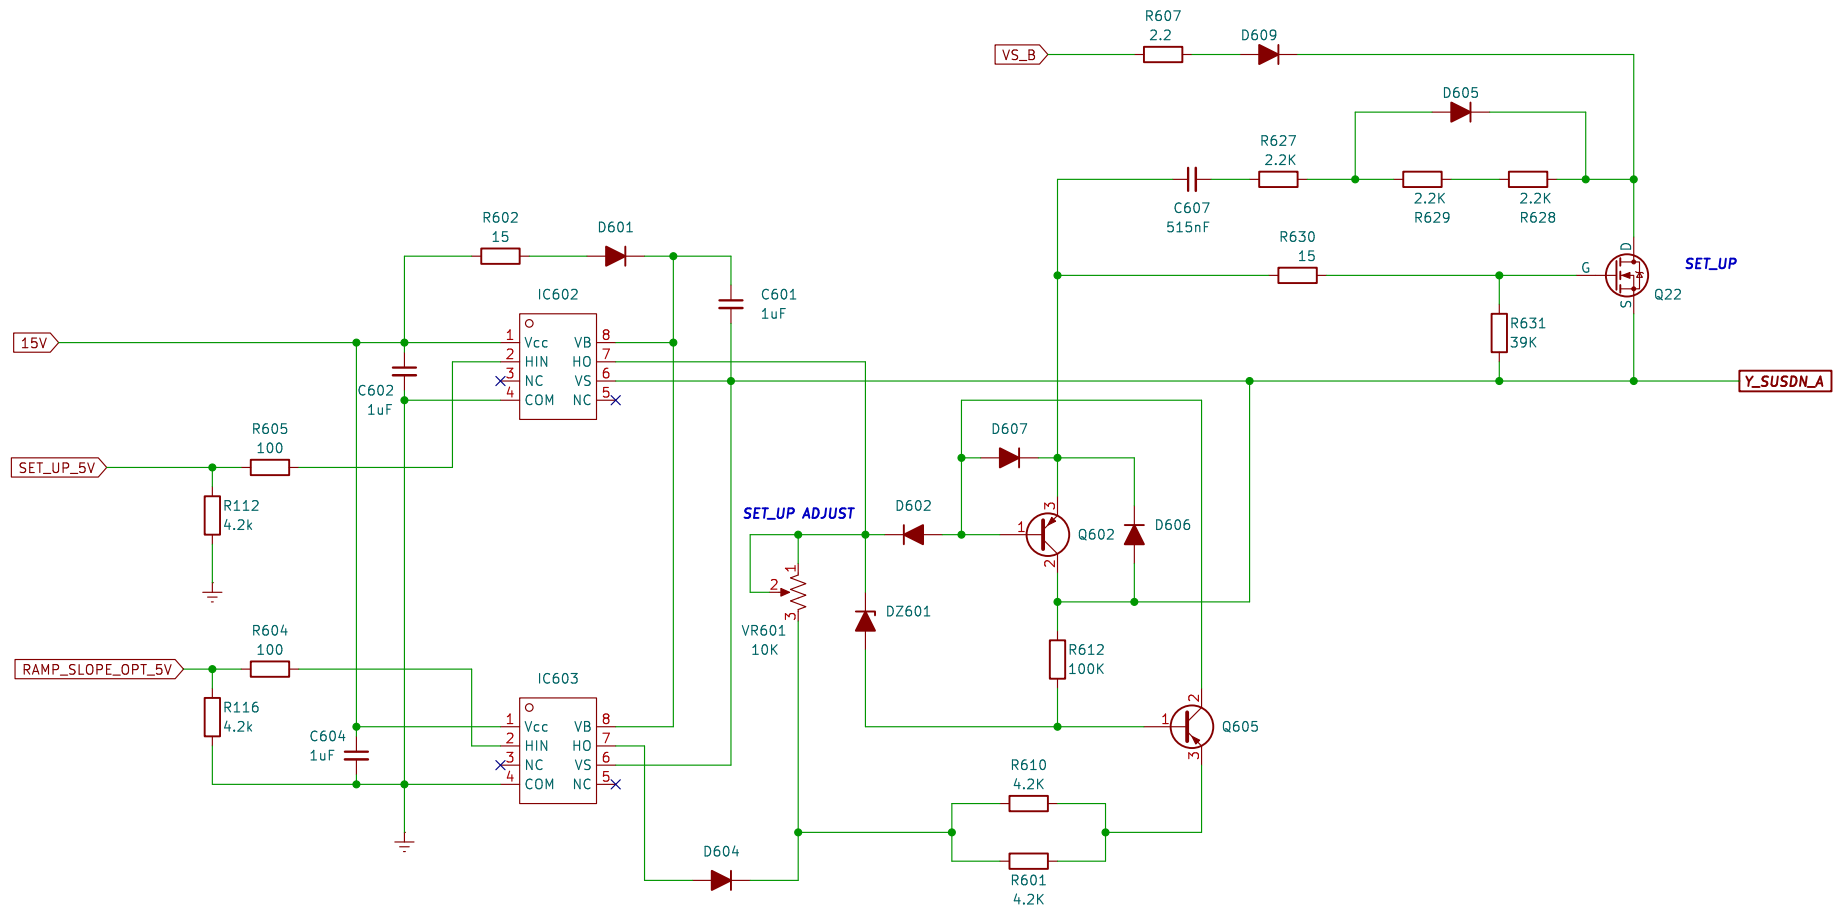 R607
2.2
D609
VS_B
D605
R627
2.2K
2.2K
R629
2.2K
R628
C607
515nF
R630
15
D
G
S
SET_UP
Q22
R631
39K
Y_SUSDN_A
R602
15
D601
C601
1uF
IC602
15V
1 Vcc VB 8
2 HIN HO 7
3 NC VS 6
4 COM NC 5
C602
1uF
R605
100
SET_UP_5V
R112
4.2k
D607
SET_UP ADJUST
D602
3
1
2
Q602
D606
1
2
3
VR601
10K
DZ601
R612
100K
R604
100
RAMP_SLOPE_OPT_5V
R116
4.2k
C604
1uF
IC603
1 Vcc VB 8
2 HIN HO 7
3 NC VS 6
4 COM NC 5
2
1
3
Q605
R610
4.2K
D604
R601
4.2K